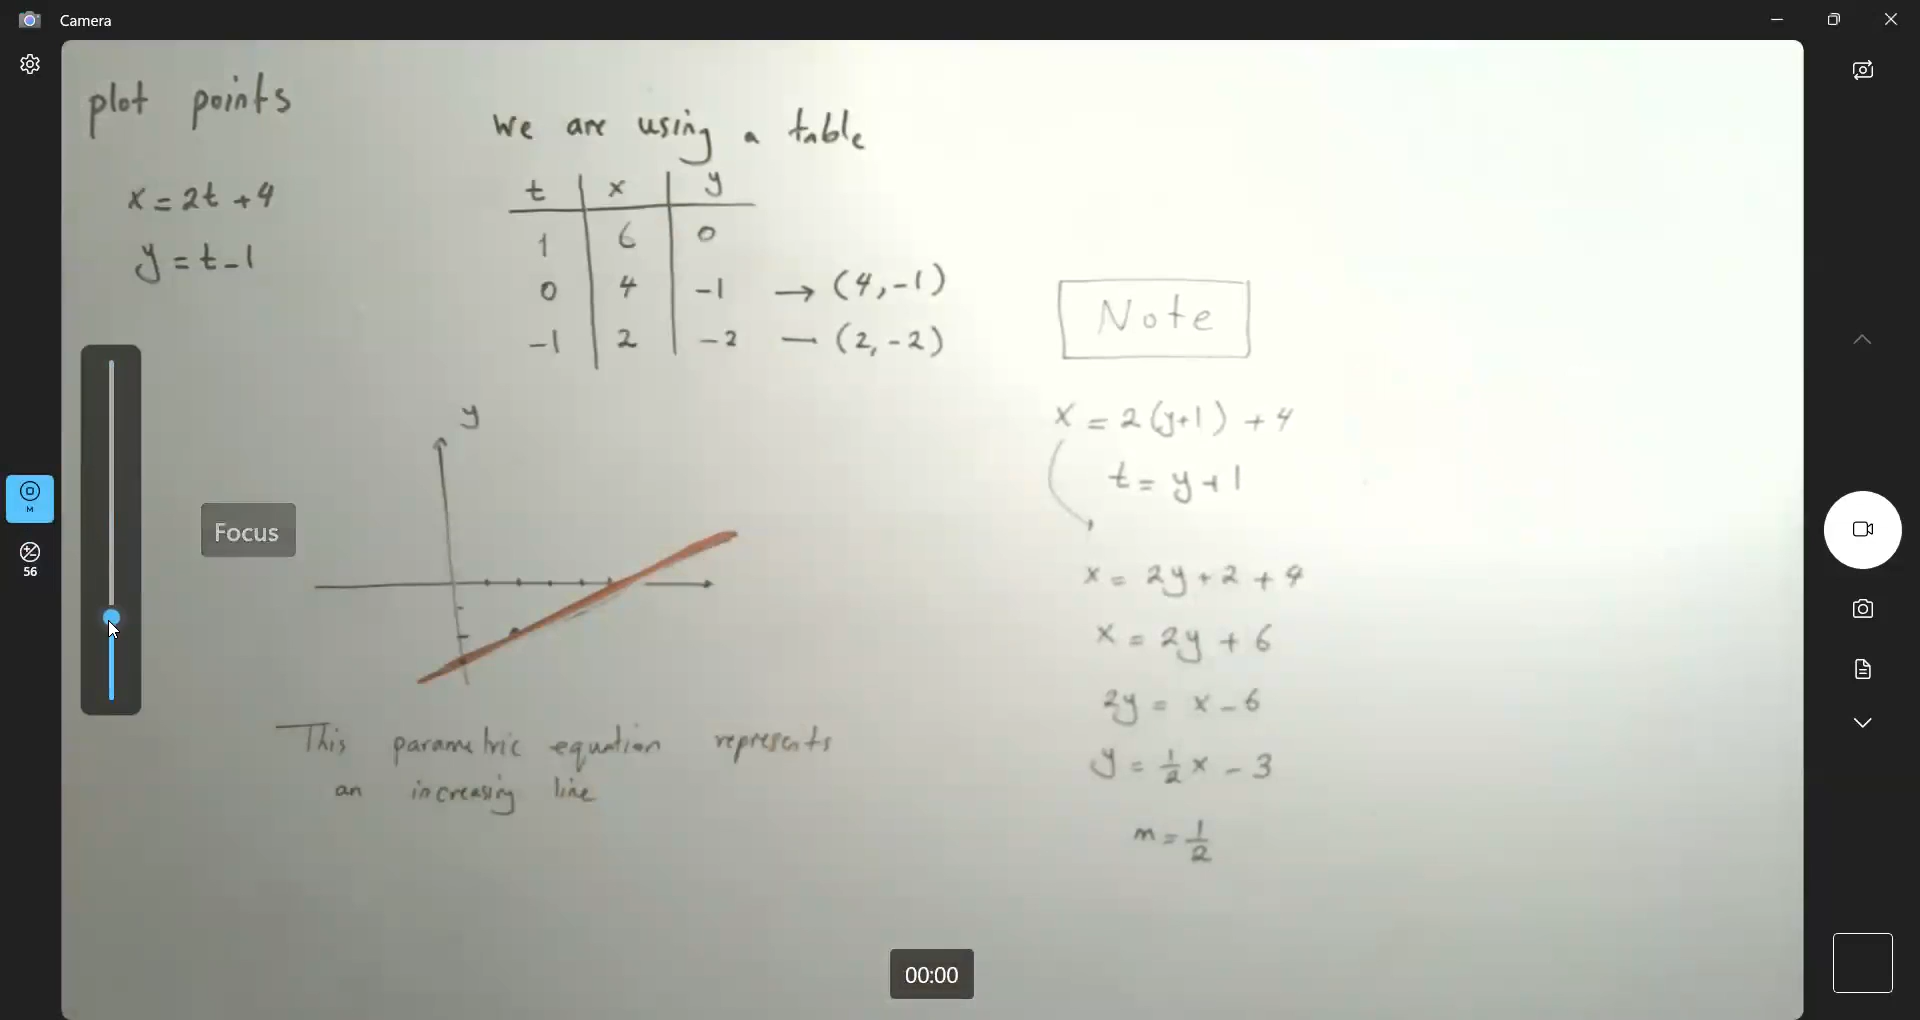 Camera
plot points
x = 2t + 4
y = t - 1
We are using a table
t x y
1 6 0
0 4 -1 → (4, -1)
-1 2 -2 — (2, -2)
Note
x = 2(y+1) + 4
t = y + 1
x = 2y + 2 + 4
x = 2y + 6
2y = x - 6
y = 1/2 x - 3
m = 1/2
y
This parametric equation represents
an increasing line
M
56
Focus
00:00